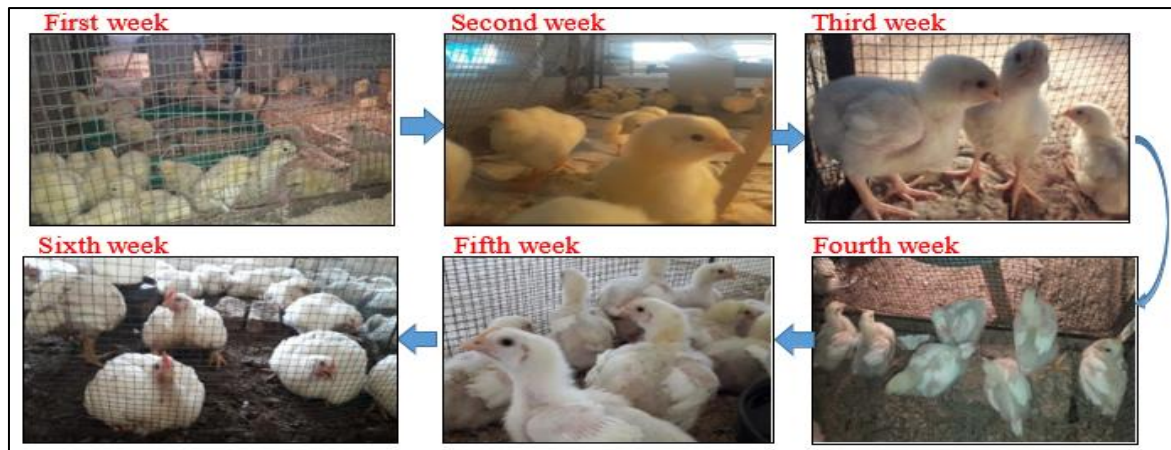 First week
Second week
Third week
Fourth week
Fifth week
Sixth week